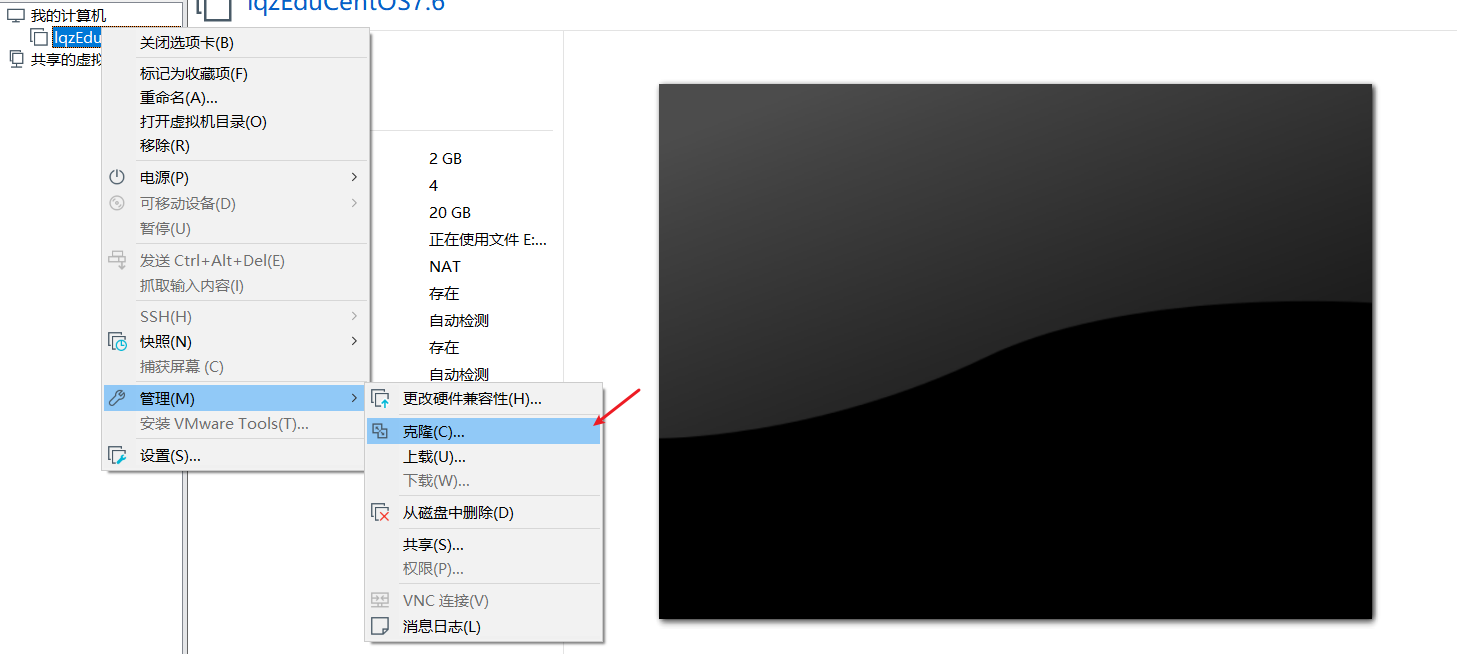 我的计算机
lqzEduCentOS7.6
lqzEdu
共享的虚拟
关闭选项卡(B)
标记为收藏项(F)
重命名(A)...
打开虚拟机目录(O)
移除(R)
电源(P)
可移动设备(D)
暂停(U)
发送 Ctrl+Alt+Del(E)
抓取输入内容(I)
SSH(H)
快照(N)
捕获屏幕 (C)
管理(M)
安装 VMware Tools(T)...
设置(S)...
2 GB
4
20 GB
正在使用文件 E:...
NAT
存在
自动检测
存在
自动检测
更改硬件兼容性(H)...
克隆(C)...
上载(U)...
下载(W)...
从磁盘中删除(D)
共享(S)...
权限(P)...
VNC 连接(V)
消息日志(L)